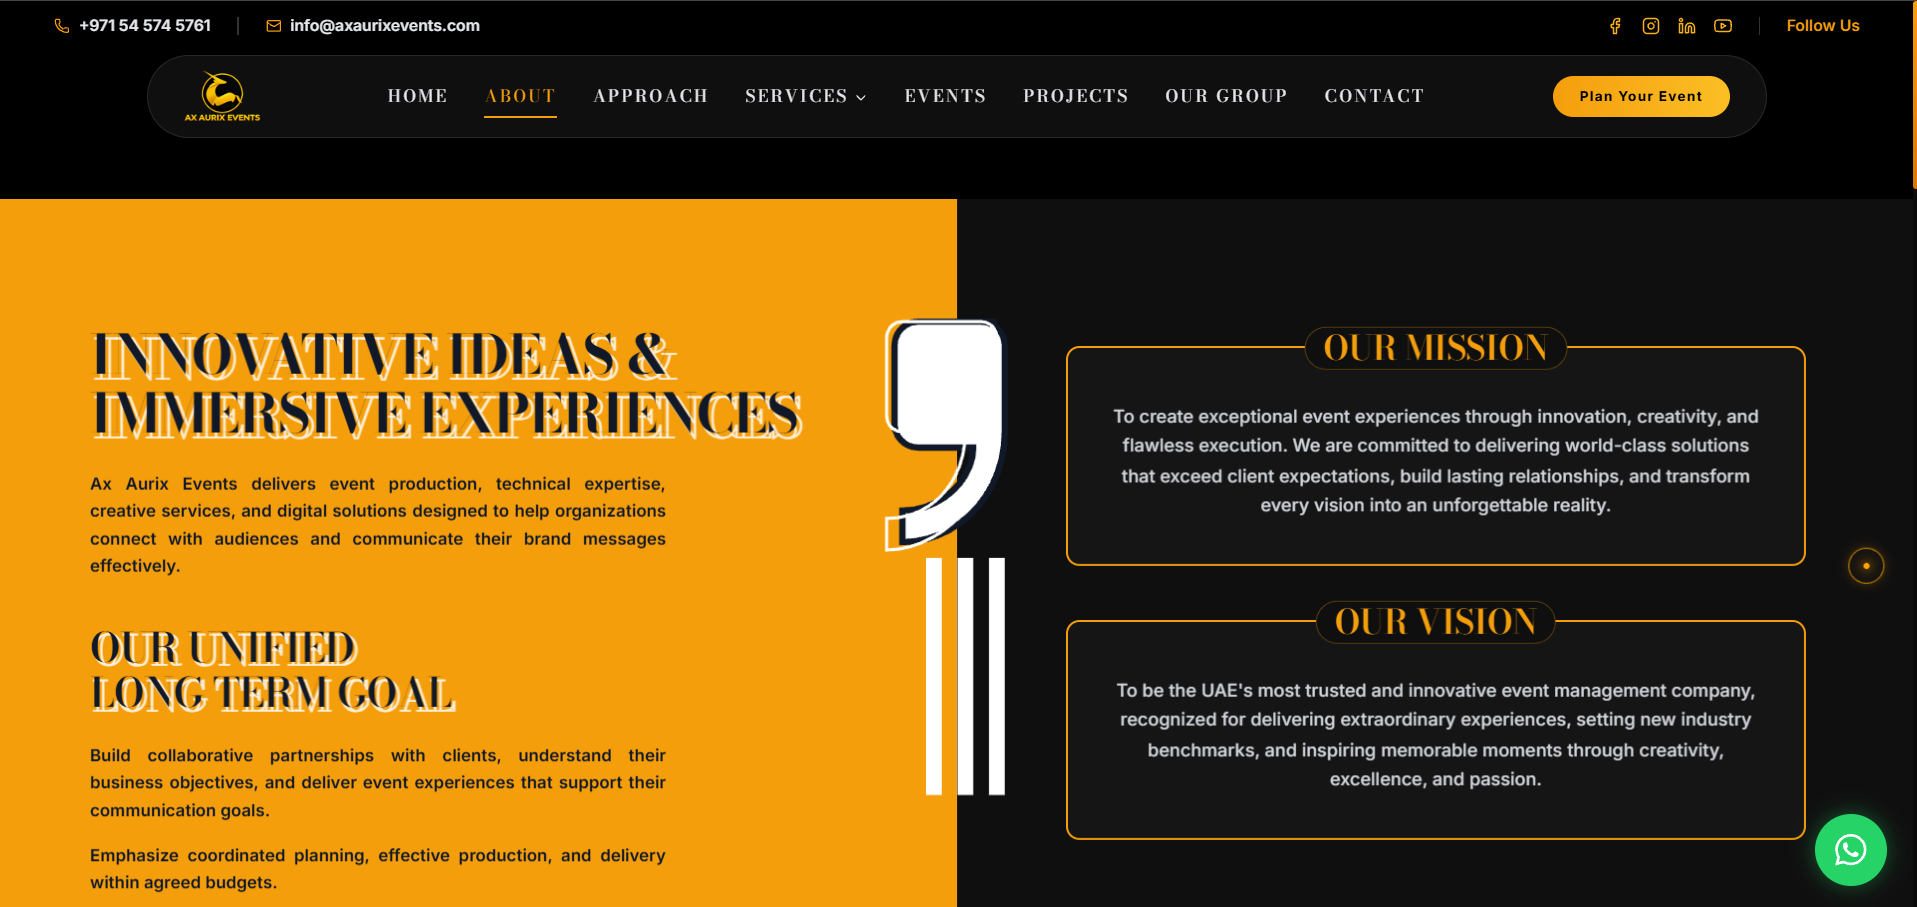 +971 54 574 5761
info@axaurixevents.com
Follow Us
AX AURIX EVENTS
HOME
ABOUT
APPROACH
SERVICES
EVENTS
PROJECTS
OUR GROUP
CONTACT
Plan Your Event
INNOVATIVE IDEAS &
IMMERSIVE EXPERIENCES
Ax Aurix Events delivers event production, technical expertise,
creative services, and digital solutions designed to help organizations
connect with audiences and communicate their brand messages
effectively.
OUR UNIFIED
LONG TERM GOAL
Build collaborative partnerships with clients, understand their
business objectives, and deliver event experiences that support their
communication goals.
Emphasize coordinated planning, effective production, and delivery
within agreed budgets.
OUR MISSION
To create exceptional event experiences through innovation, creativity, and
flawless execution. We are committed to delivering world-class solutions
that exceed client expectations, build lasting relationships, and transform
every vision into an unforgettable reality.
OUR VISION
To be the UAE's most trusted and innovative event management company,
recognized for delivering extraordinary experiences, setting new industry
benchmarks, and inspiring memorable moments through creativity,
excellence, and passion.